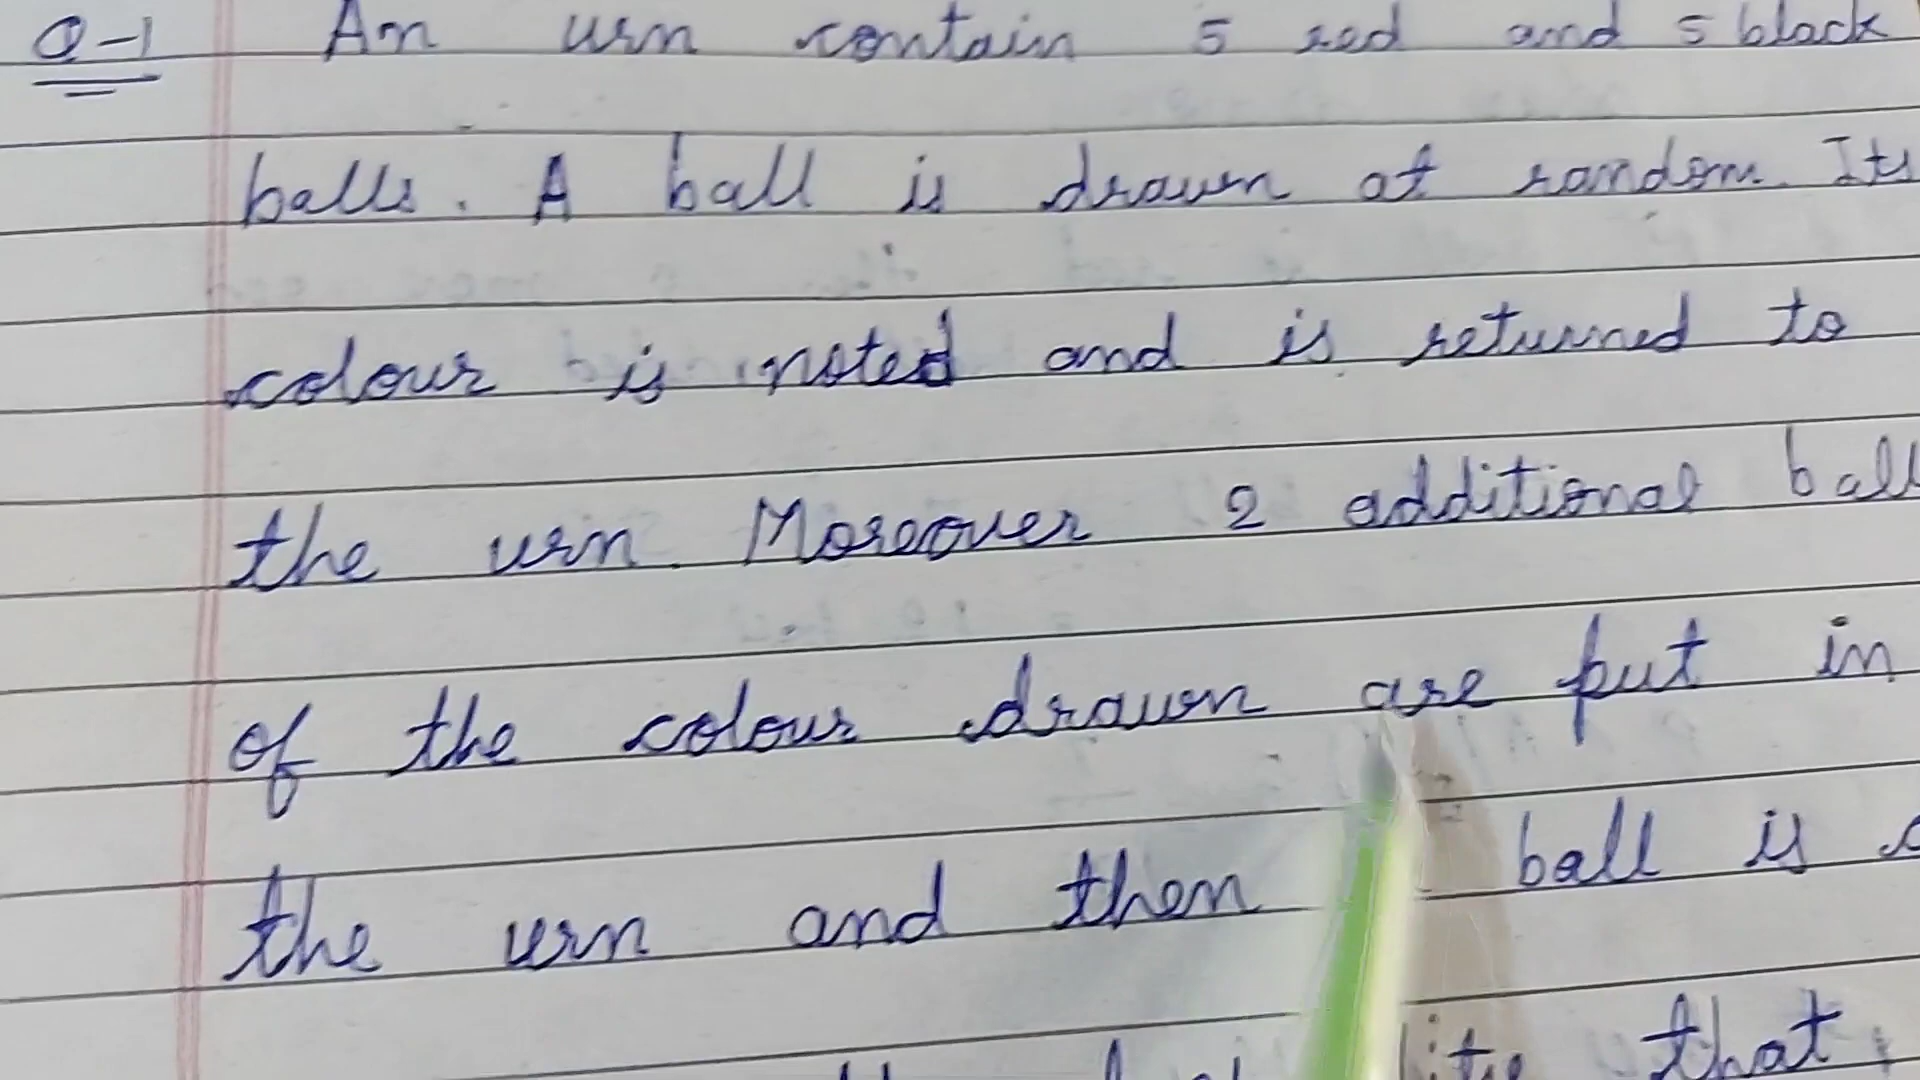 Q-1 An urn contain 5 red and 5 black
balls. A ball is drawn at random. Its
colour is noted and is returned to
the urn. Moreover 2 additional ball
of the colour drawn are put in
the urn and then ball is
that